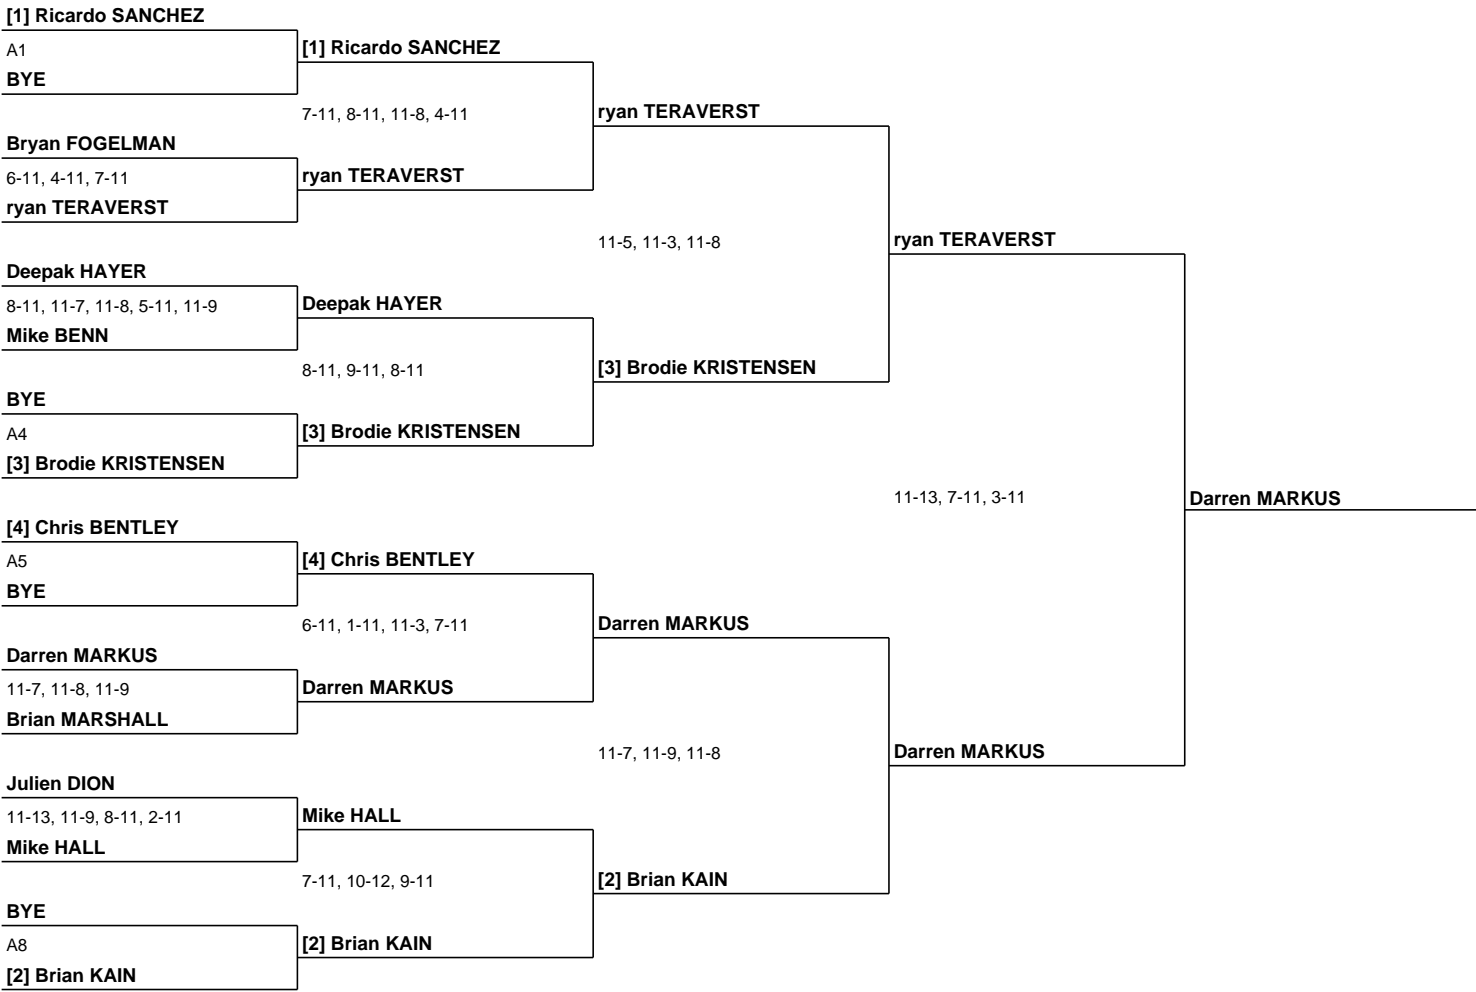 [1] Ricardo SANCHEZ
A1
BYE
[1] Ricardo SANCHEZ
7-11, 8-11, 11-8, 4-11
Bryan FOGELMAN
6-11, 4-11, 7-11
ryan TERAVERST
ryan TERAVERST
ryan TERAVERST
11-5, 11-3, 11-8
Deepak HAYER
8-11, 11-7, 11-8, 5-11, 11-9
Mike BENN
Deepak HAYER
8-11, 9-11, 8-11
BYE
A4
[3] Brodie KRISTENSEN
[3] Brodie KRISTENSEN
[3] Brodie KRISTENSEN
ryan TERAVERST
11-13, 7-11, 3-11
Darren MARKUS
[4] Chris BENTLEY
A5
BYE
[4] Chris BENTLEY
6-11, 1-11, 11-3, 7-11
Darren MARKUS
11-7, 11-8, 11-9
Brian MARSHALL
Darren MARKUS
Darren MARKUS
11-7, 11-9, 11-8
Darren MARKUS
Julien DION
11-13, 11-9, 8-11, 2-11
Mike HALL
Mike HALL
7-11, 10-12, 9-11
BYE
A8
[2] Brian KAIN
[2] Brian KAIN
[2] Brian KAIN